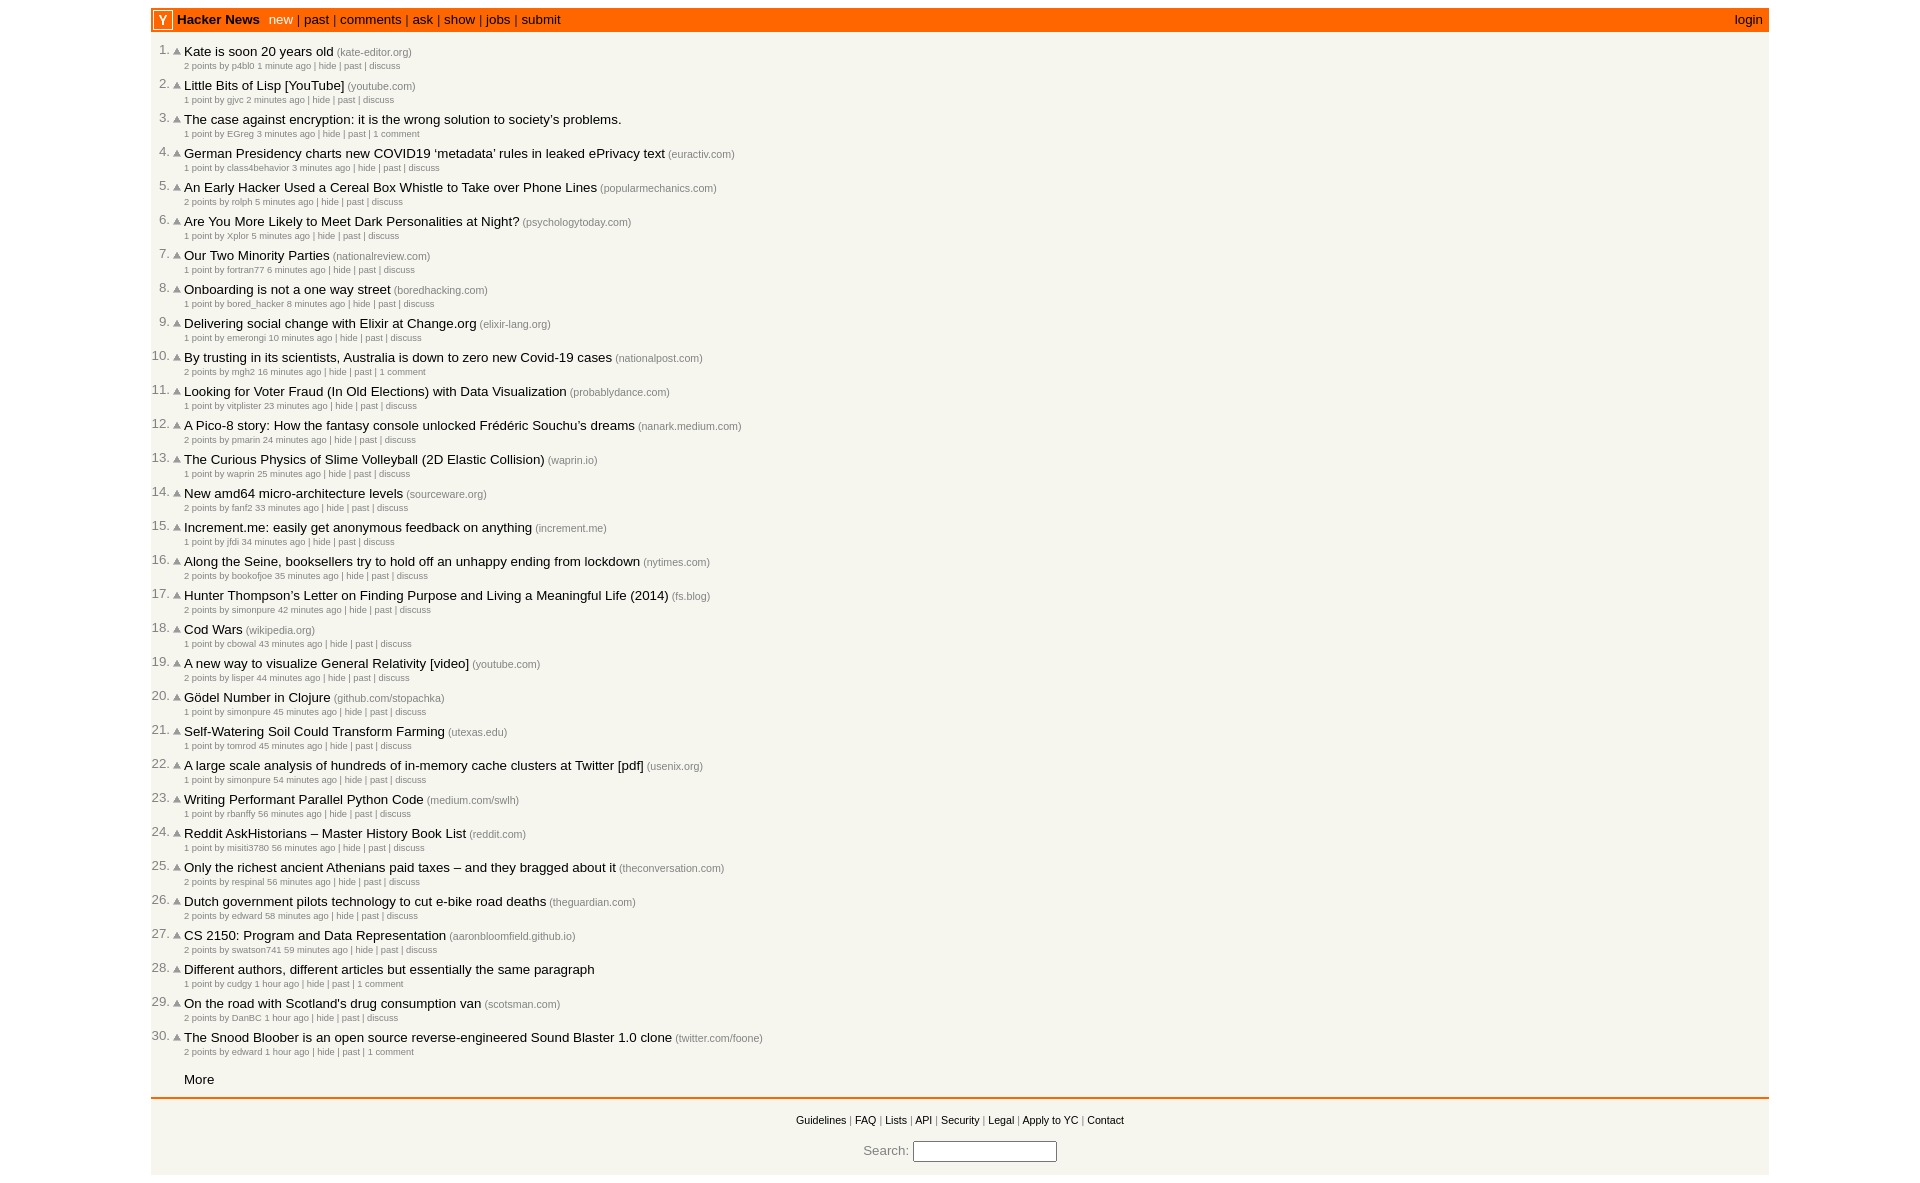 Y Hacker News new | past | comments | ask | show | jobs | submit login
1. Kate is soon 20 years old (kate-editor.org)
2 points by p4bl0 1 minute ago | hide | past | discuss
2. Little Bits of Lisp [YouTube] (youtube.com)
1 point by gjvc 2 minutes ago | hide | past | discuss
3. The case against encryption: it is the wrong solution to society’s problems.
1 point by EGreg 3 minutes ago | hide | past | 1 comment
4. German Presidency charts new COVID19 ‘metadata’ rules in leaked ePrivacy text (euractiv.com)
1 point by class4behavior 3 minutes ago | hide | past | discuss
5. An Early Hacker Used a Cereal Box Whistle to Take over Phone Lines (popularmechanics.com)
2 points by rolph 5 minutes ago | hide | past | discuss
6. Are You More Likely to Meet Dark Personalities at Night? (psychologytoday.com)
1 point by Xplor 5 minutes ago | hide | past | discuss
7. Our Two Minority Parties (nationalreview.com)
1 point by fortran77 6 minutes ago | hide | past | discuss
8. Onboarding is not a one way street (boredhacking.com)
1 point by bored_hacker 8 minutes ago | hide | past | discuss
9. Delivering social change with Elixir at Change.org (elixir-lang.org)
1 point by emerongi 10 minutes ago | hide | past | discuss
10. By trusting in its scientists, Australia is down to zero new Covid-19 cases (nationalpost.com)
2 points by mgh2 16 minutes ago | hide | past | 1 comment
11. Looking for Voter Fraud (In Old Elections) with Data Visualization (probablydance.com)
1 point by vitplister 23 minutes ago | hide | past | discuss
12. A Pico-8 story: How the fantasy console unlocked Frédéric Souchu’s dreams (nanark.medium.com)
2 points by pmarin 24 minutes ago | hide | past | discuss
13. The Curious Physics of Slime Volleyball (2D Elastic Collision) (waprin.io)
1 point by waprin 25 minutes ago | hide | past | discuss
14. New amd64 micro-architecture levels (sourceware.org)
2 points by fanf2 33 minutes ago | hide | past | discuss
15. Increment.me: easily get anonymous feedback on anything (increment.me)
1 point by jfdi 34 minutes ago | hide | past | discuss
16. Along the Seine, booksellers try to hold off an unhappy ending from lockdown (nytimes.com)
2 points by bookofjoe 35 minutes ago | hide | past | discuss
17. Hunter Thompson’s Letter on Finding Purpose and Living a Meaningful Life (2014) (fs.blog)
2 points by simonpure 42 minutes ago | hide | past | discuss
18. Cod Wars (wikipedia.org)
1 point by cbowal 43 minutes ago | hide | past | discuss
19. A new way to visualize General Relativity [video] (youtube.com)
2 points by lisper 44 minutes ago | hide | past | discuss
20. Gödel Number in Clojure (github.com/stopachka)
1 point by simonpure 45 minutes ago | hide | past | discuss
21. Self-Watering Soil Could Transform Farming (utexas.edu)
1 point by tomrod 45 minutes ago | hide | past | discuss
22. A large scale analysis of hundreds of in-memory cache clusters at Twitter [pdf] (usenix.org)
1 point by simonpure 54 minutes ago | hide | past | discuss
23. Writing Performant Parallel Python Code (medium.com/swlh)
1 point by rbanffy 56 minutes ago | hide | past | discuss
24. Reddit AskHistorians – Master History Book List (reddit.com)
1 point by misiti3780 56 minutes ago | hide | past | discuss
25. Only the richest ancient Athenians paid taxes – and they bragged about it (theconversation.com)
2 points by respinal 56 minutes ago | hide | past | discuss
26. Dutch government pilots technology to cut e-bike road deaths (theguardian.com)
2 points by edward 58 minutes ago | hide | past | discuss
27. CS 2150: Program and Data Representation (aaronbloomfield.github.io)
2 points by swatson741 59 minutes ago | hide | past | discuss
28. Different authors, different articles but essentially the same paragraph
1 point by cudgy 1 hour ago | hide | past | 1 comment
29. On the road with Scotland's drug consumption van (scotsman.com)
2 points by DanBC 1 hour ago | hide | past | discuss
30. The Snood Bloober is an open source reverse-engineered Sound Blaster 1.0 clone (twitter.com/foone)
2 points by edward 1 hour ago | hide | past | 1 comment
More
Guidelines | FAQ | Lists | API | Security | Legal | Apply to YC | Contact
Search: